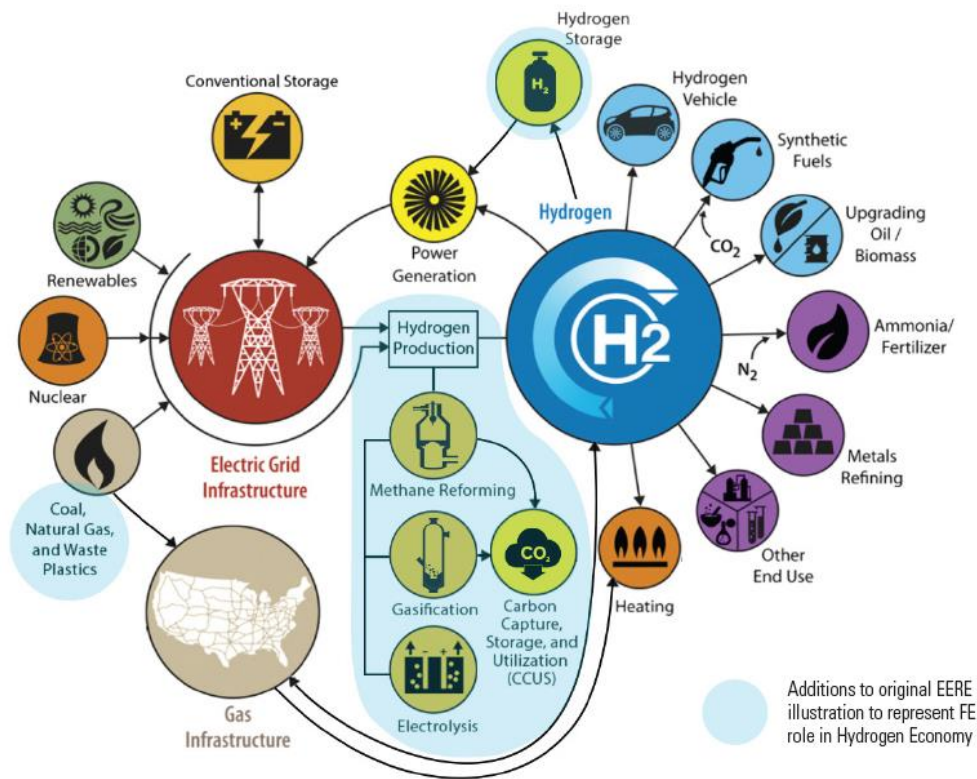 Hydrogen
Storage
H2
Conventional Storage
Hydrogen
Vehicle
Synthetic
Fuels
CO2
Upgrading
Oil /
Biomass
Hydrogen
Power
Generation
Renewables
H2
Hydrogen
Production
Ammonia/
Fertilizer
N2
Nuclear
Electric Grid
Infrastructure
Methane Reforming
Metals
Refining
Coal,
Natural Gas,
and Waste
Plastics
CO2
Other
End Use
Heating
Gasification
Carbon
Capture,
Storage, and
Utilization
(CCUS)
- +
Electrolysis
Gas
Infrastructure
Additions to original EERE
illustration to represent FE
role in Hydrogen Economy